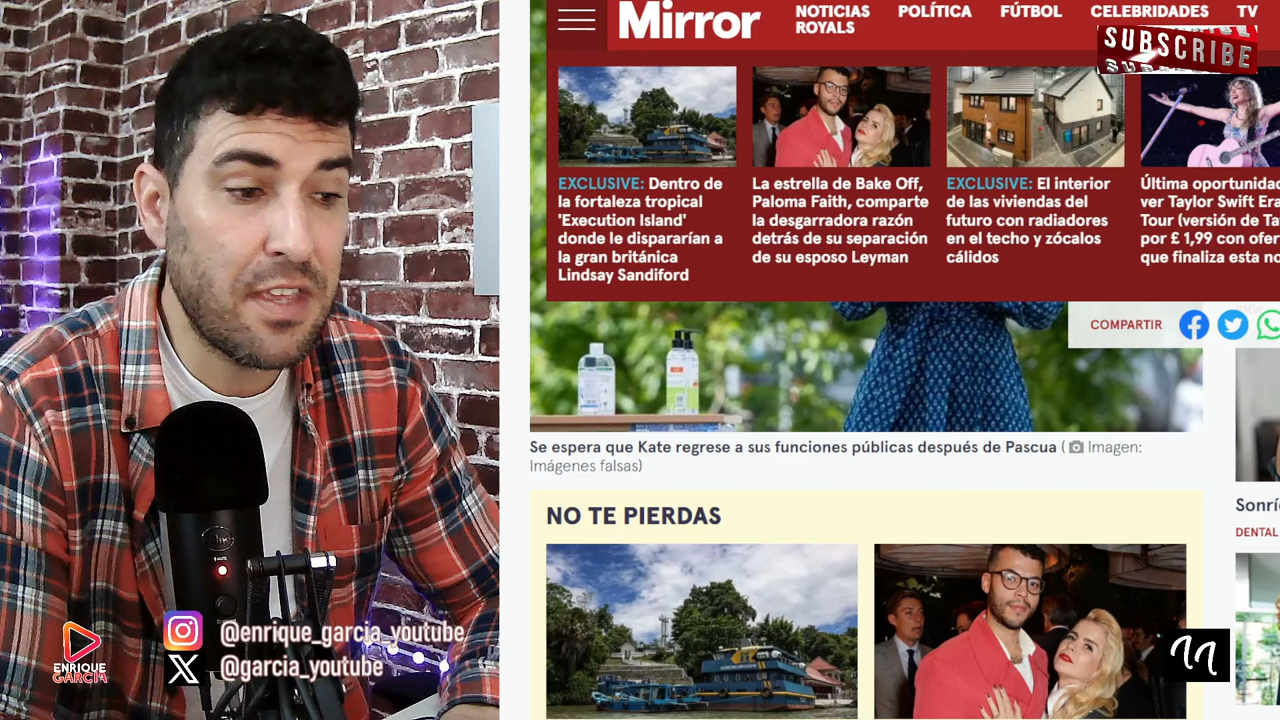 Mirror
NOTICIAS
POLÍTICA
FÚTBOL
CELEBRIDADES
TV
ROYALS
SUBSCRIBE
EXCLUSIVE: Dentro de
la fortaleza tropical
'Execution Island'
donde le dispararían a
la gran británica
Lindsay Sandiford
La estrella de Bake Off,
Paloma Faith, comparte
la desgarradora razón
detrás de su separación
de su esposo Leyman
EXCLUSIVE: El interior
de las viviendas del
futuro con radiadores
en el techo y zócalos
cálidos
Última oportunidad
ver Taylor Swift Era
Tour (versión de Ta
por £ 1,99 con ofer
que finaliza esta no
COMPARTIR
Se espera que Kate regrese a sus funciones públicas después de Pascua ( Imagen:
Imágenes falsas)
NO TE PIERDAS
Sonríe
DENTAL
@enrique_garcia_youtube
@garcia_youtube
ENRIQUE
GARCIA